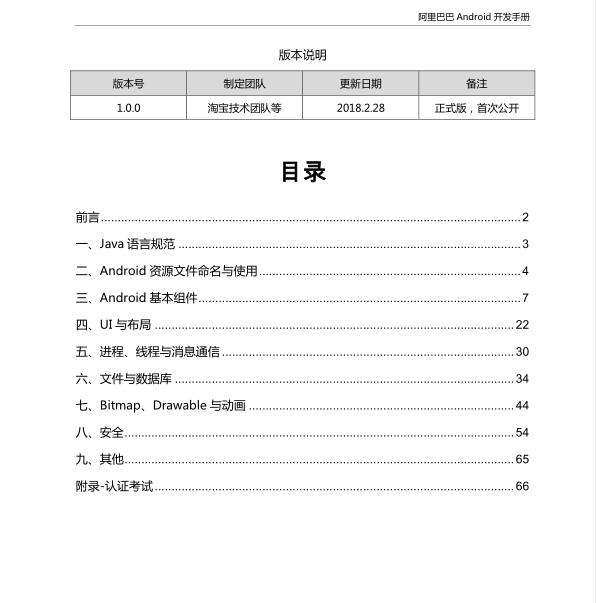 阿里巴巴 Android 开发手册
版本说明
版本号 制定团队 更新日期 备注
1.0.0 淘宝技术团队等 2018.2.28 正式版，首次公开
目录
前言........................................................................2
一、Java 语言规范........................................................................3
二、Android 资源文件命名与使用........................................................................4
三、Android 基本组件........................................................................7
四、UI 与布局........................................................................22
五、进程、线程与消息通信........................................................................30
六、文件与数据库........................................................................34
七、Bitmap、Drawable 与动画........................................................................44
八、安全........................................................................54
九、其他........................................................................65
附录-认证考试........................................................................66